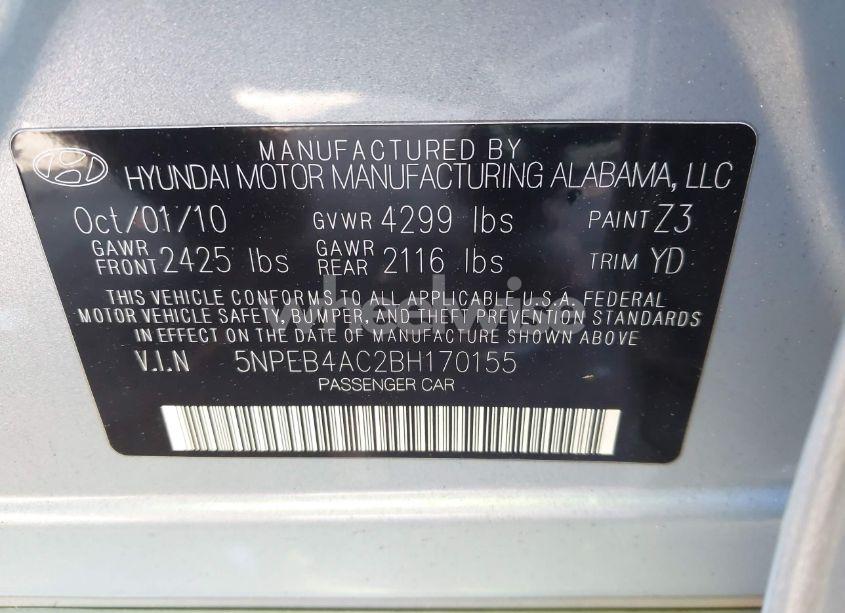 MANUFACTURED BY
HYUNDAI MOTOR MANUFACTURING ALABAMA, LLC
Oct/01/10 GVWR 4299 lbs PAINT Z3
GAWR FRONT 2425 lbs GAWR REAR 2116 lbs TRIM YD
THIS VEHICLE CONFORMS TO ALL APPLICABLE U.S.A. FEDERAL
MOTOR VEHICLE SAFETY, BUMPER, AND THEFT PREVENTION STANDARDS
IN EFFECT ON THE DATE OF MANUFACTURE SHOWN ABOVE
V.I.N 5NPEB4AC2BH170155
PASSENGER CAR
wheelwise